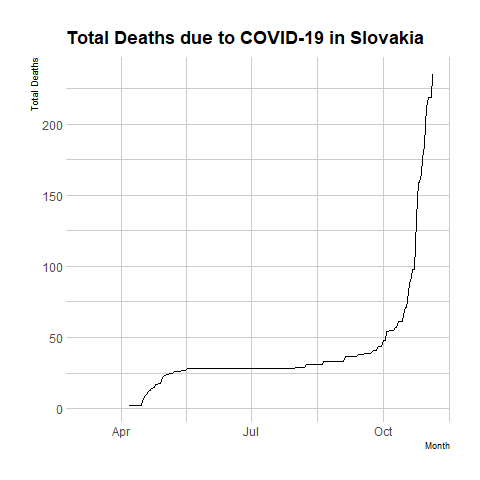 Total Deaths due to COVID-19 in Slovakia
Total Deaths
200
150
100
50
0
Apr Jul Oct
Month